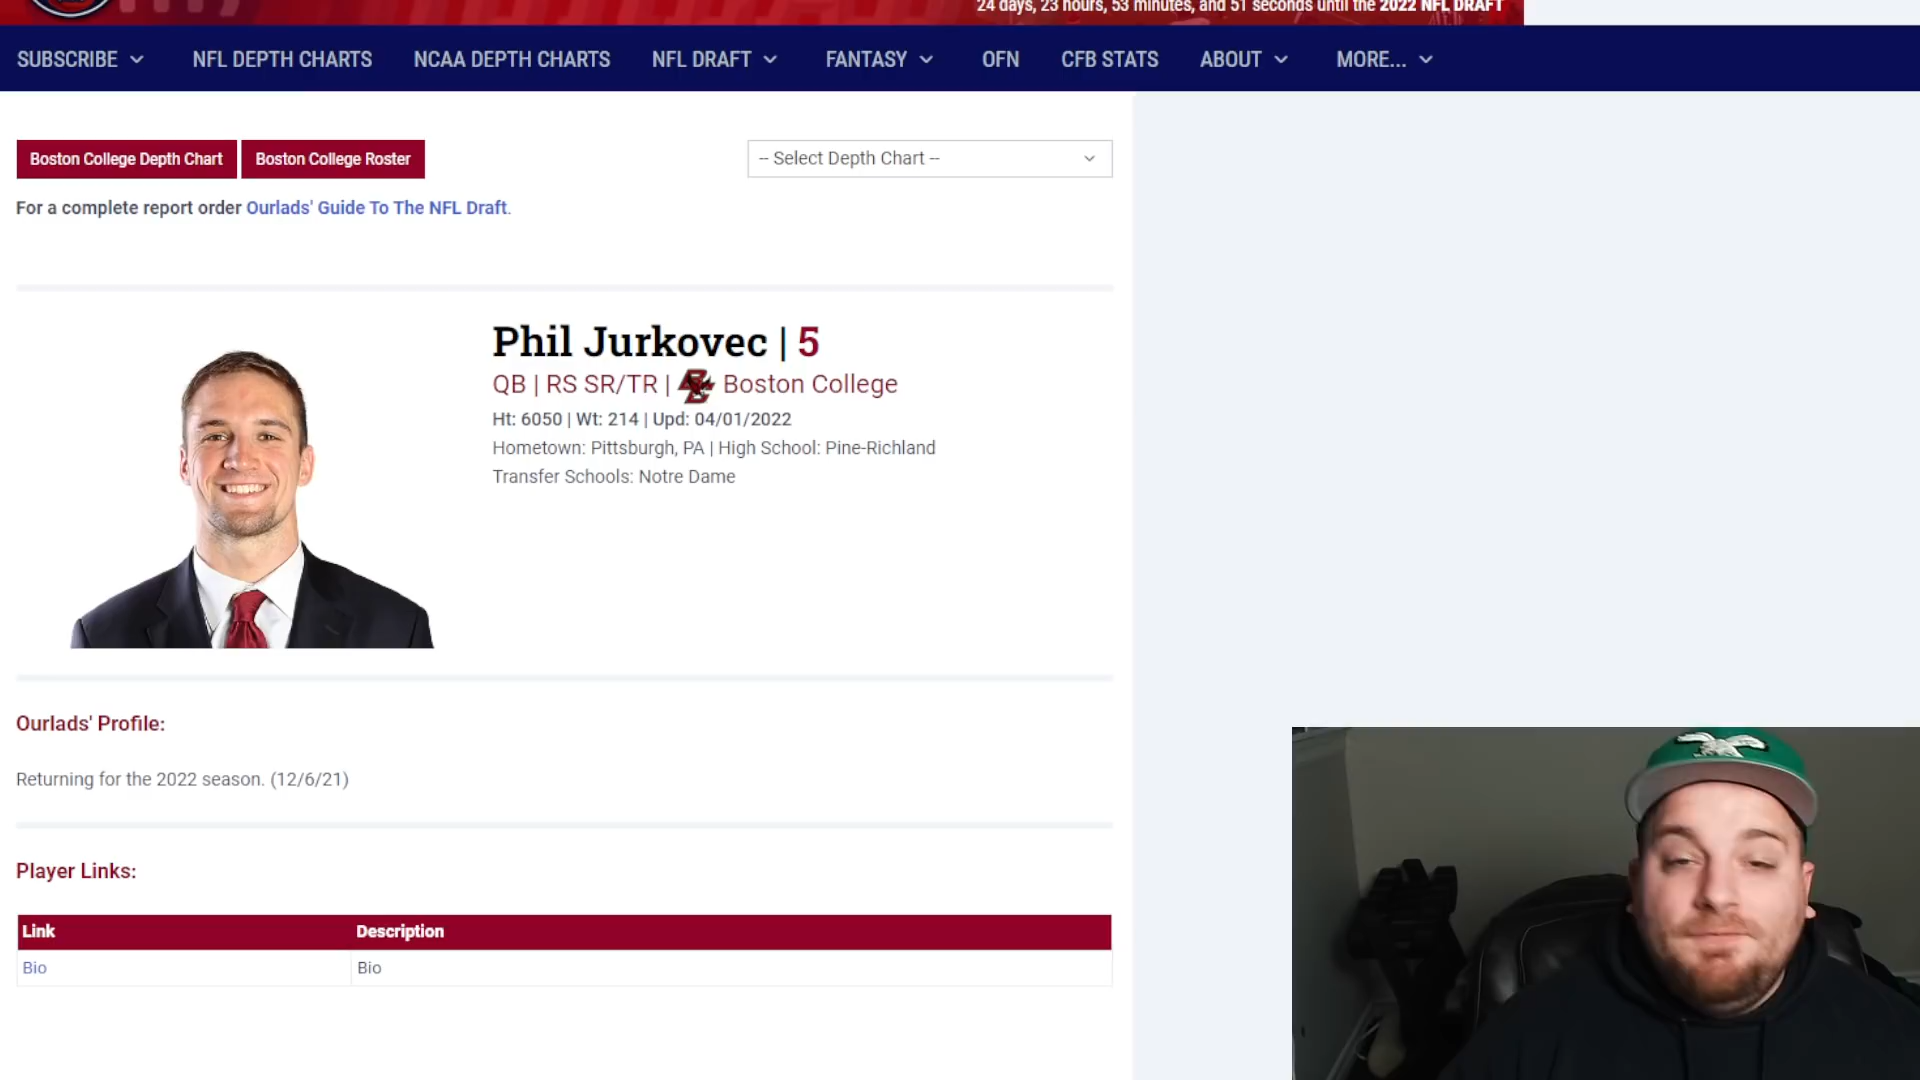 24 days, 23 hours, 53 minutes, and 51 seconds until the 2022 NFL DRAFT
SUBSCRIBE NFL DEPTH CHARTS NCAA DEPTH CHARTS NFL DRAFT FANTASY OFN CFB STATS ABOUT MORE...
Boston College Depth Chart Boston College Roster -- Select Depth Chart --
For a complete report order Ourlads' Guide To The NFL Draft.
Phil Jurkovec | 5
QB | RS SR/TR | Boston College
Ht: 6050 | Wt: 214 | Upd: 04/01/2022
Hometown: Pittsburgh, PA | High School: Pine-Richland
Transfer Schools: Notre Dame
Ourlads' Profile:
Returning for the 2022 season. (12/6/21)
Player Links:
Link Description
Bio Bio